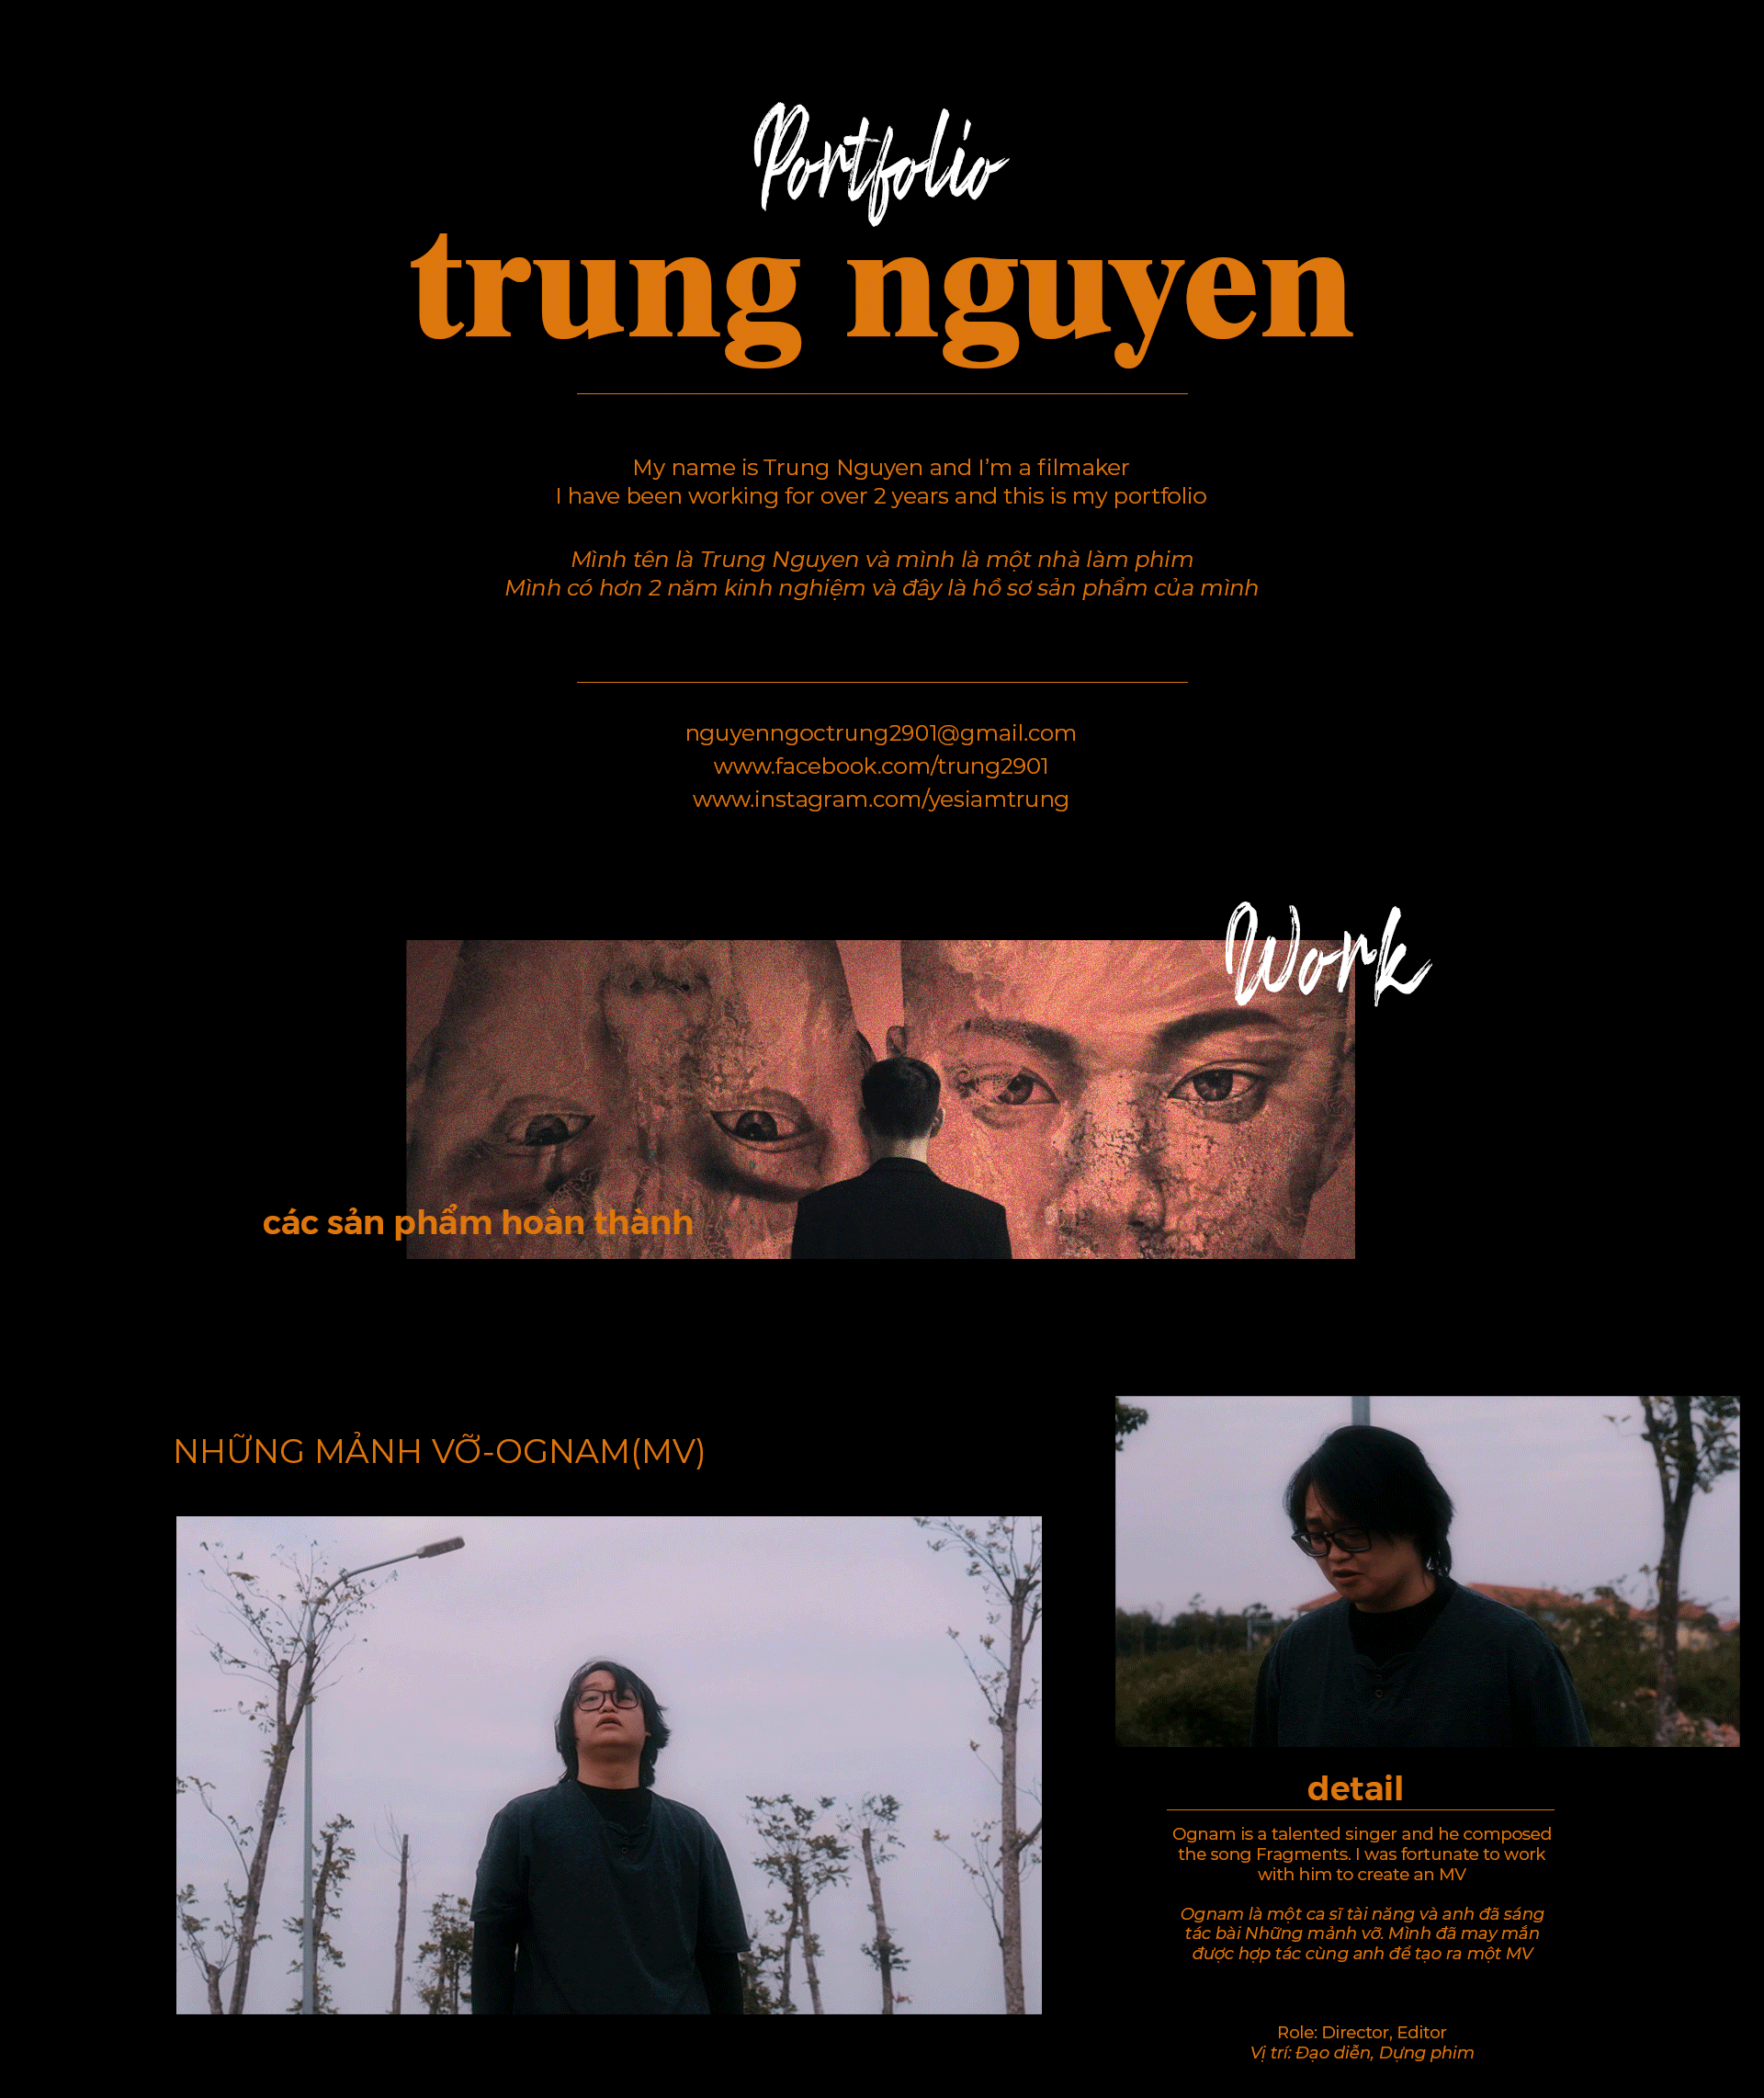 Portfolio
trung nguyen
My name is Trung Nguyen and I'm a filmaker
I have been working for over 2 years and this is my portfolio
Mình tên là Trung Nguyen và mình là một nhà làm phim
Mình có hơn 2 năm kinh nghiệm và đây là hồ sơ sản phẩm của mình
nguyenngoctrung2901@gmail.com
www.facebook.com/trung2901
www.instagram.com/yesiamtrung
Work
các sản phẩm hoàn thành
NHỮNG MẢNH VỠ-OGNAM(MV)
detail
Ognam is a talented singer and he composed
the song Fragments. I was fortunate to work
with him to create an MV
Ognam là một ca sĩ tài năng và anh đã sáng
tác bài Những mảnh vỡ. Mình đã may mắn
được hợp tác cùng anh để tạo ra một MV
Role: Director, Editor
Vị trí: Đạo diễn, Dựng phim